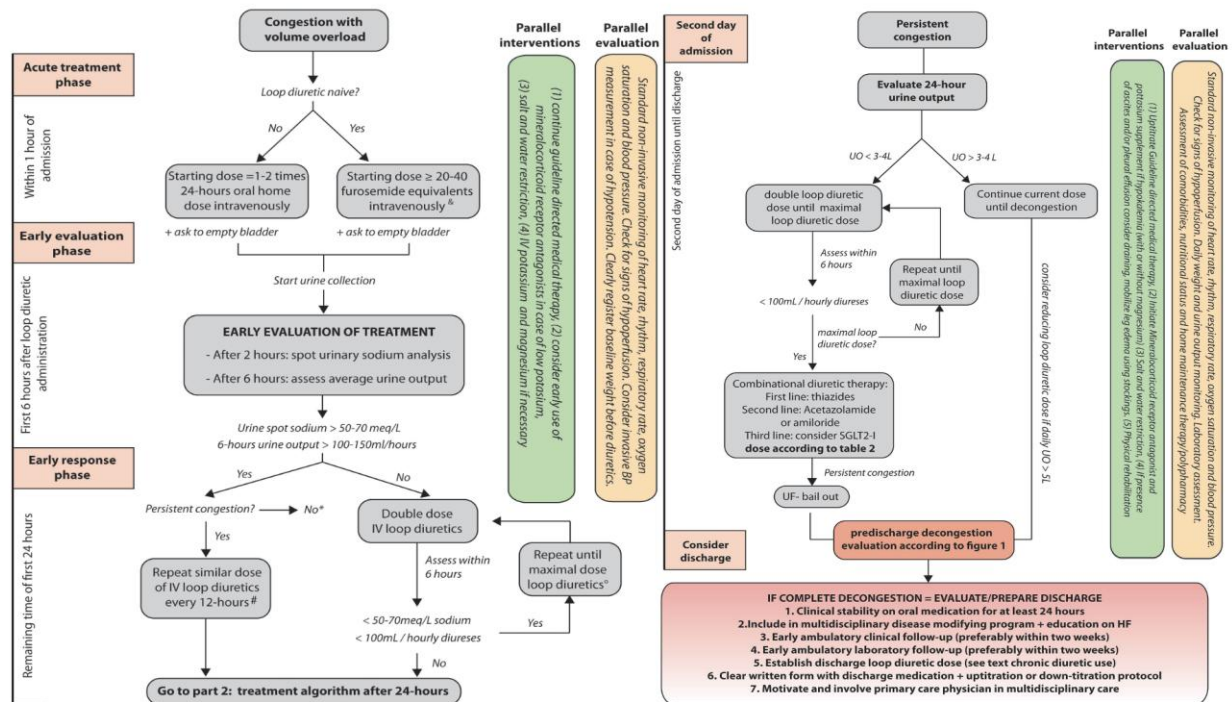 Congestion with
volume overload
Acute treatment
phase
Within 1 hour of
admission
Loop diuretic naive?
No
Yes
Starting dose =1-2 times
24-hours oral home
dose intravenously
Starting dose ≥ 20-40
furosemide equivalents
intravenously &
+ ask to empty bladder
+ ask to empty bladder
Early evaluation
phase
First 6 hours after loop diuretic
administration
Start urine collection
EARLY EVALUATION OF TREATMENT
- After 2 hours: spot urinary sodium analysis
- After 6 hours: assess average urine output
Urine spot sodium > 50-70 meq/L
6-hours urine output > 100-150ml/hours
Early response
phase
Remaining time of first 24 hours
Yes
No
Persistent congestion?
No*
Yes
Repeat similar dose
of IV loop diuretics
every 12-hours #
Double dose
IV loop diuretics
Assess within
6 hours
Repeat until
maximal dose
loop diuretics°
< 50-70meq/L sodium
< 100mL / hourly diureses
Yes
No
Go to part 2: treatment algorithm after 24-hours
Parallel
interventions
(1) continue guideline directed medical therapy, (2) consider early use of
mineralocorticoid receptor antagonists in case of low potasium,
(3) salt and water restriction, (4) IV potassium and magnesium if necessary
Parallel
evaluation
Standard non-invasive monitoring of heart rate, rhythm, respiratory rate, oxygen
saturation and blood pressure. Check for signs of hypoperfusion. Consider invasive BP
measurement in case of hypotension. Clearly register baseline weight before diuretics.
Second day
of
admission
Second day of admission until discharge
Persistent
congestion
Evaluate 24-hour
urine output
UO < 3-4L
UO > 3-4 L
double loop diuretic
dose until maximal
loop diuretic dose
Continue current dose
until decongestion
Assess within
6 hours
Repeat until
maximal loop
diuretic dose
< 100mL / hourly diureses
No
maximal loop
diuretic dose?
Yes
Combinational diuretic therapy:
First line: thiazides
Second line: Acetazolamide
or amiloride
Third line: consider SGLT2-I
dose according to table 2
consider reducing loop diuretic dose if daily UO > 5L
Persistent congestion
UF- bail out
Consider
discharge
predischarge decongestion
evaluation according to figure 1
IF COMPLETE DECONGESTION = EVALUATE/PREPARE DISCHARGE
1. Clinical stability on oral medication for at least 24 hours
2.Include in multidisciplinary disease modifying program + education on HF
3. Early ambulatory clinical follow-up (preferably within two weeks)
4. Early ambulatory laboratory follow-up (preferably within two weeks)
5. Establish discharge loop diuretic dose (see text chronic diuretic use)
6. Clear written form with discharge medication + uptitration or down-titration protocol
7. Motivate and involve primary care physician in multidisciplinary care
Parallel
interventions
(1) Uptitrate Guideline directed medical therapy, (2) Initiate Mineralocorticoid receptor antagonist and
pottasium supplement if hypokalemia (with or without magnesium) (3) Salt and water restriction, (4) if presence
of ascites and/or pleural effusion consider draining, mobilize leg edema using stockings. (5) Physical rehabilitation
Parallel
evaluation
Standard non-invasive monitoring of heart rate, rhythm, respiratory rate, oxygen saturation and blood pressure.
Check for signs of hypoperfusion. Daily weight and urine output monitoring. Laboratory assessment.
Assessment of comorbidities, nutritional status and home maintenance therapy/polypharmacy